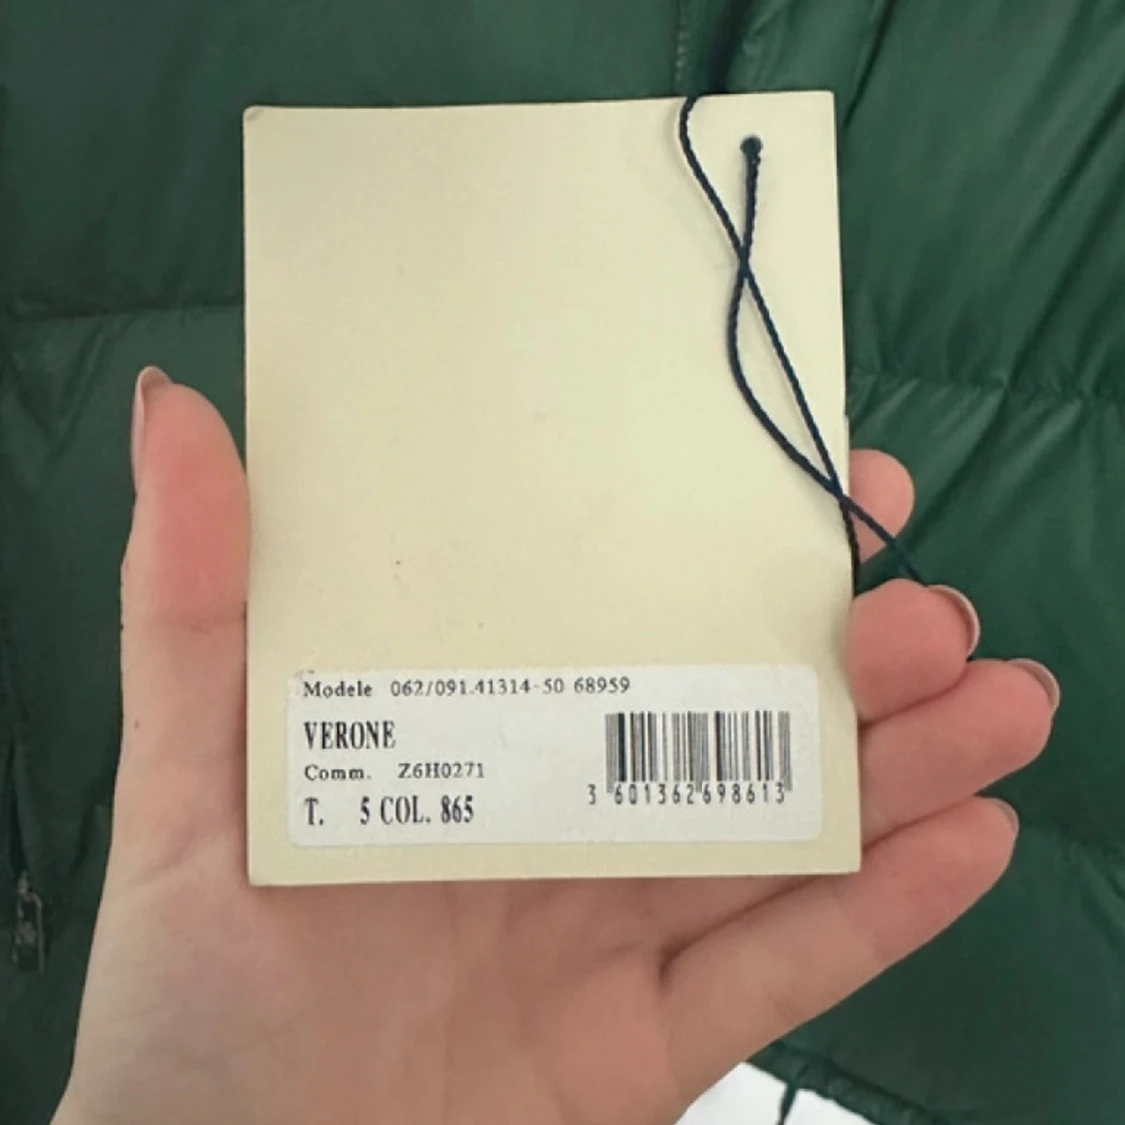 Modele 062/091.41314-50 68959
VERONE
Comm. Z6H0271
T. 5 COL. 865
3 601362 698613